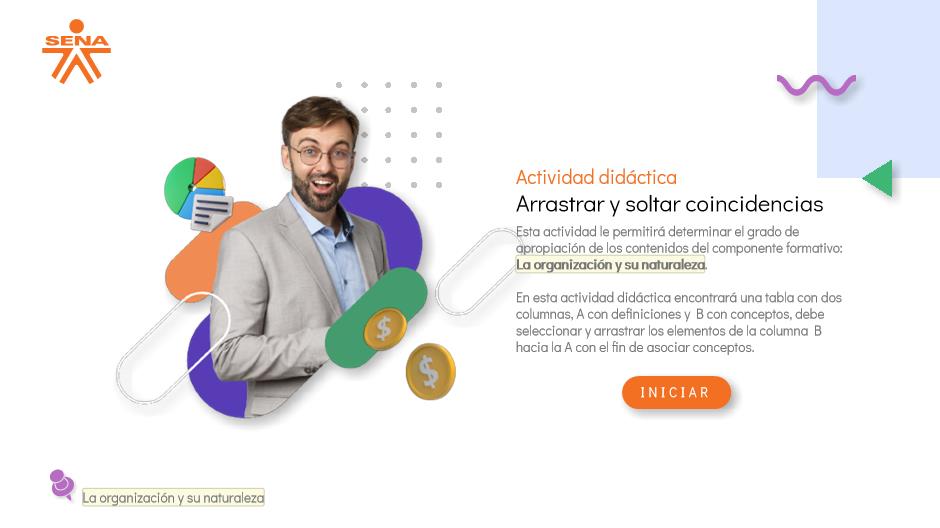 SENA
Actividad didáctica
Arrastrar y soltar coincidencias
Esta actividad le permitirá determinar el grado de
apropiación de los contenidos del componente formativo:
La organización y su naturaleza.
En esta actividad didáctica encontrará una tabla con dos
columnas, A con definiciones y B con conceptos, debe
seleccionar y arrastrar los elementos de la columna B
hacia la A con el fin de asociar conceptos.
INICIAR
La organización y su naturaleza